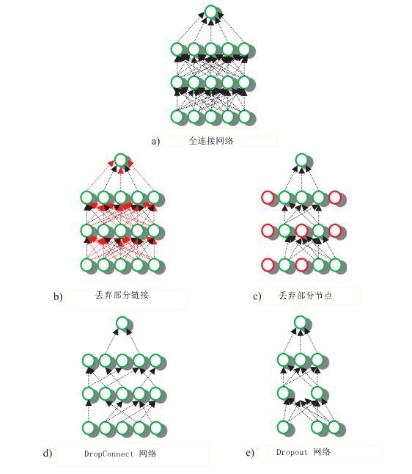 a) 全连接网络
b) 丢弃部分链接
c) 丢弃部分节点
d) DropConnect 网络
e) Dropout 网络